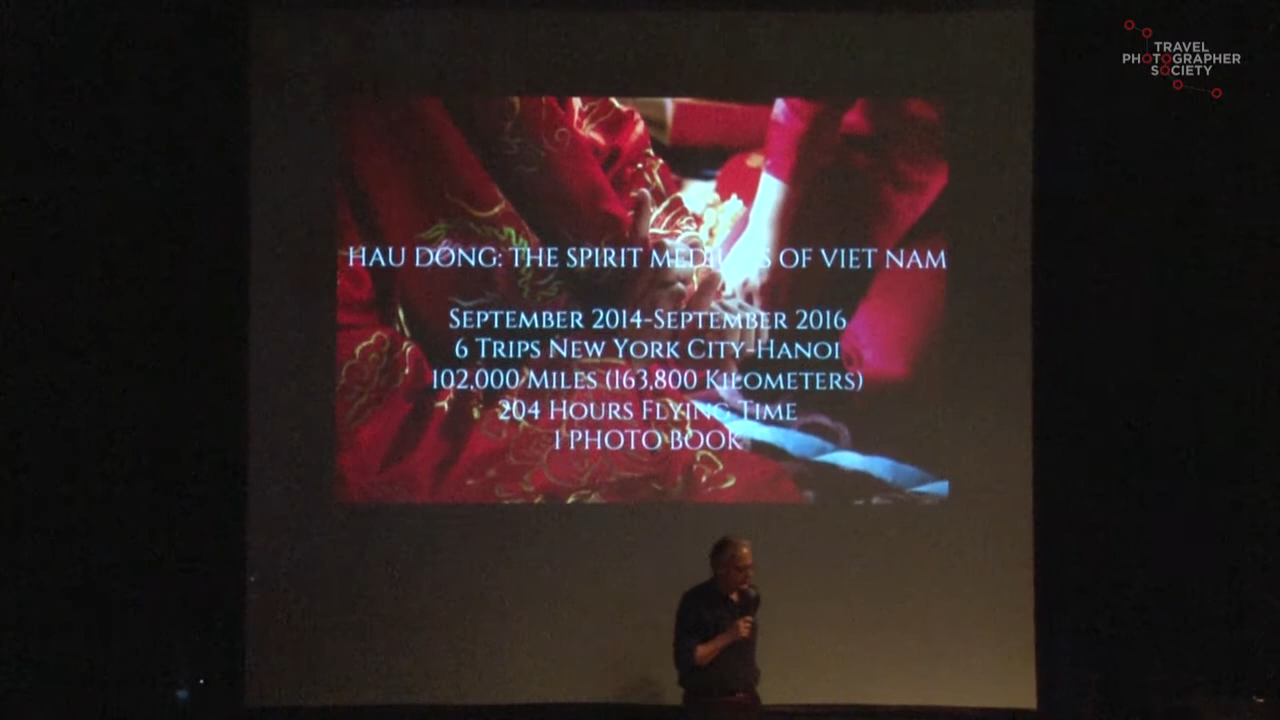 TRAVEL
PHOTOGRAPHER
SOCIETY
HAU DONG: THE SPIRIT MEDIUMS OF VIET NAM
SEPTEMBER 2014-SEPTEMBER 2016
6 TRIPS NEW YORK CITY-HANOI
102,000 MILES (163,800 KILOMETERS)
204 HOURS FLYING TIME
1 PHOTO BOOK